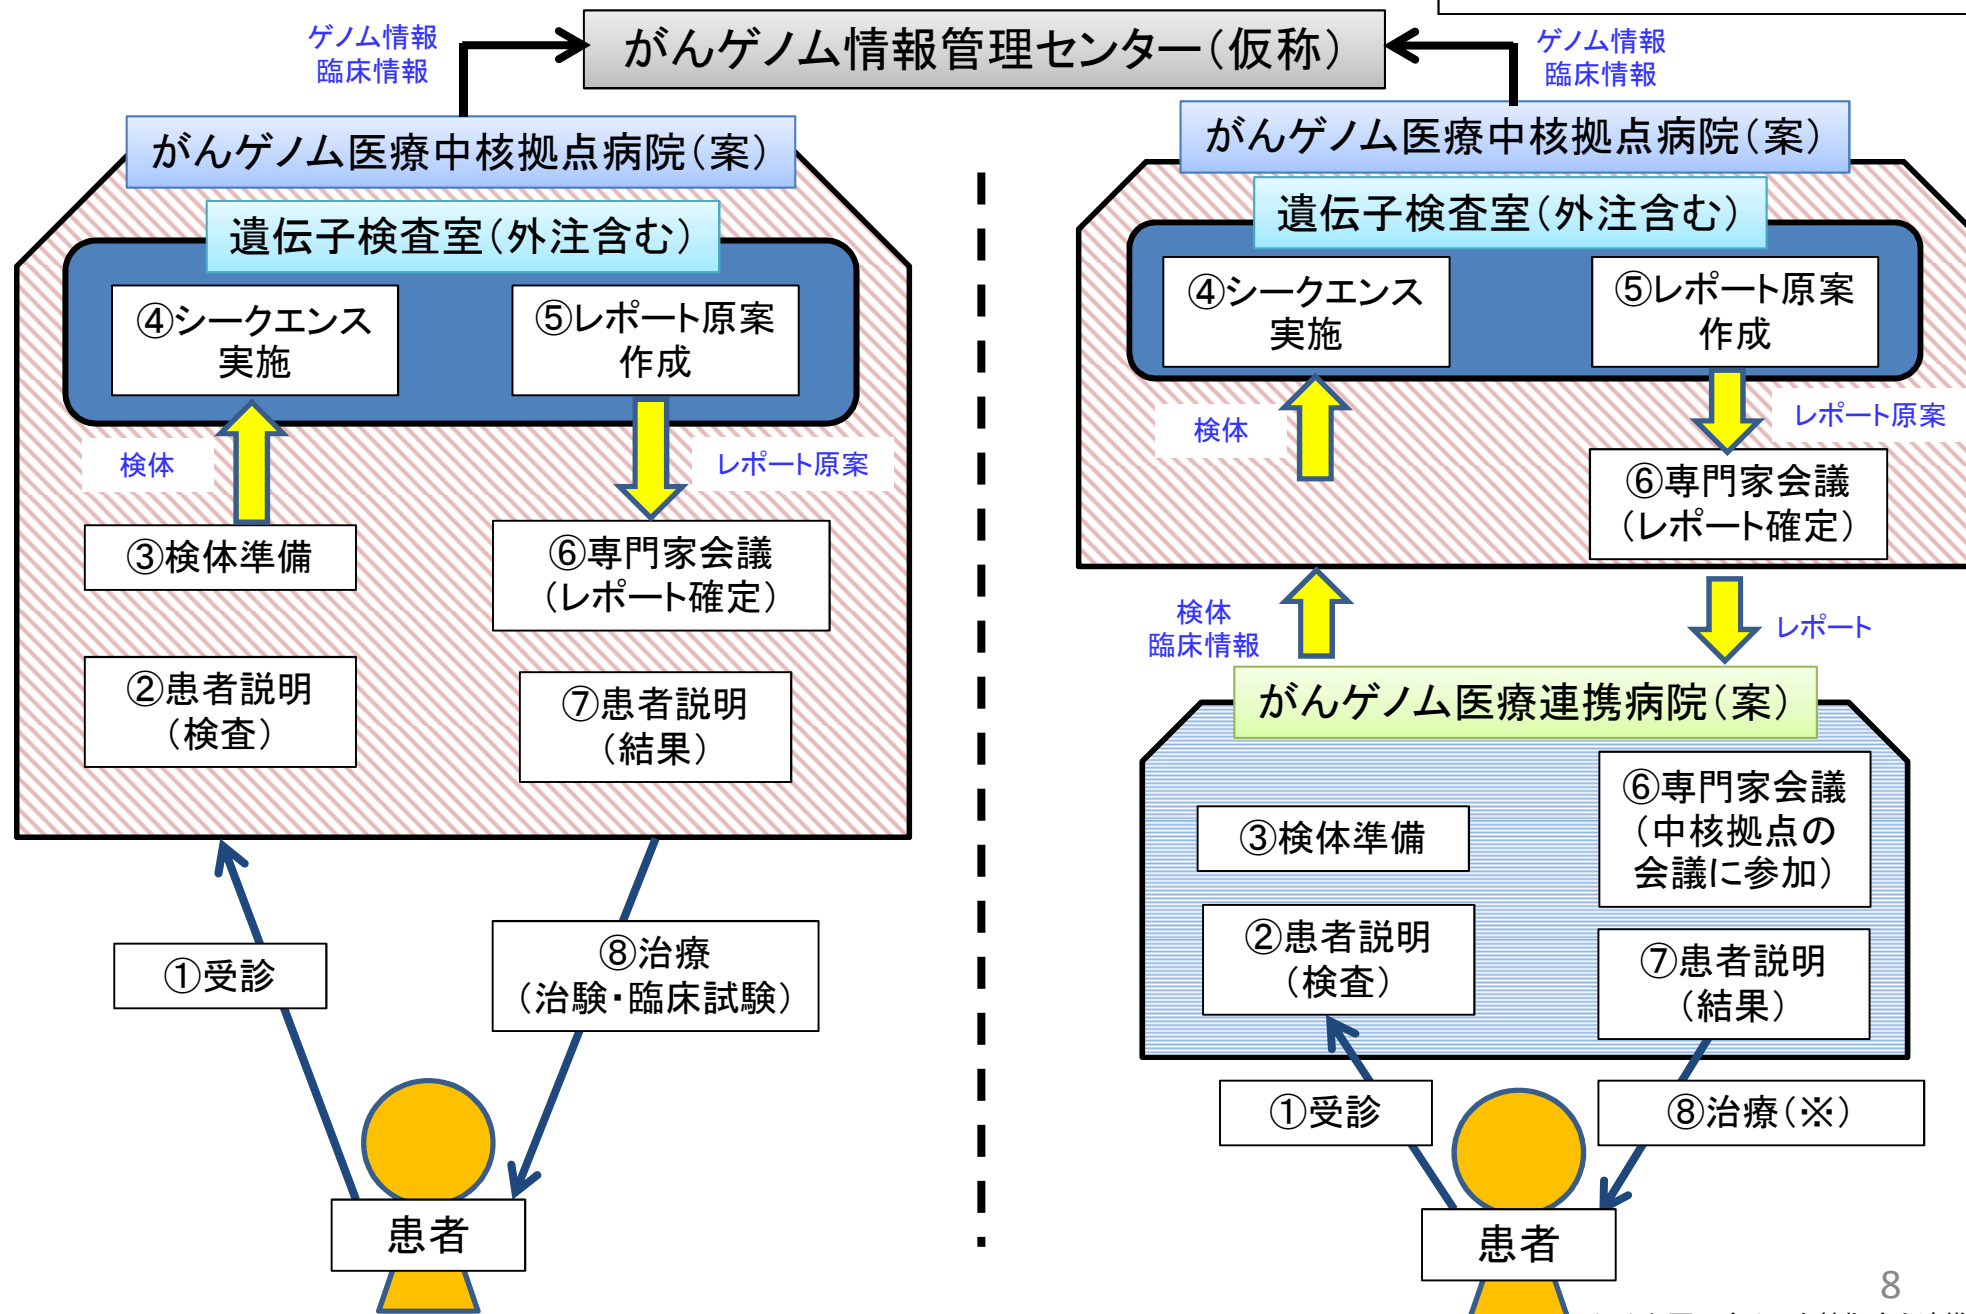 がんゲノム情報管理センター（仮称）
ゲノム情報
臨床情報
がんゲノム医療中核拠点病院（案）
遺伝子検査室（外注含む）
④シークエンス
実施
⑤レポート原案
作成
検体
レポート原案
③検体準備
⑥専門家会議
（レポート確定）
②患者説明
（検査）
⑦患者説明
（結果）
①受診
⑧治療
（治験・臨床試験）
患者
ゲノム情報
臨床情報
がんゲノム医療中核拠点病院（案）
遺伝子検査室（外注含む）
④シークエンス
実施
⑤レポート原案
作成
検体
レポート原案
⑥専門家会議
（レポート確定）
検体
臨床情報
レポート
がんゲノム医療連携病院（案）
③検体準備
⑥専門家会議
（中核拠点の
会議に参加）
②患者説明
（検査）
⑦患者説明
（結果）
①受診
⑧治療（※）
患者
8